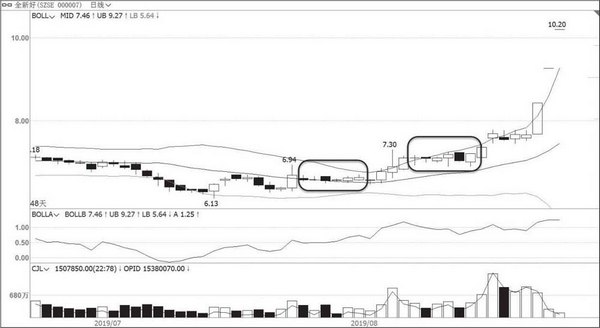 全新好(SZSE 000007) 日线
BOLL MID 7.46↑ UB 9.27↑ LB 5.64↓
10.20
10.00
8.00
7.30
6.94
.18
6.13
48天
BOLLA BOLLB 7.46↑ UB 9.27↑ LB 5.64↓ A 1.25↑
1.00
0.00
CJL 1507850.00(22:78)↓ OPID 15380070.00↓
680万
2019/07 2019/08